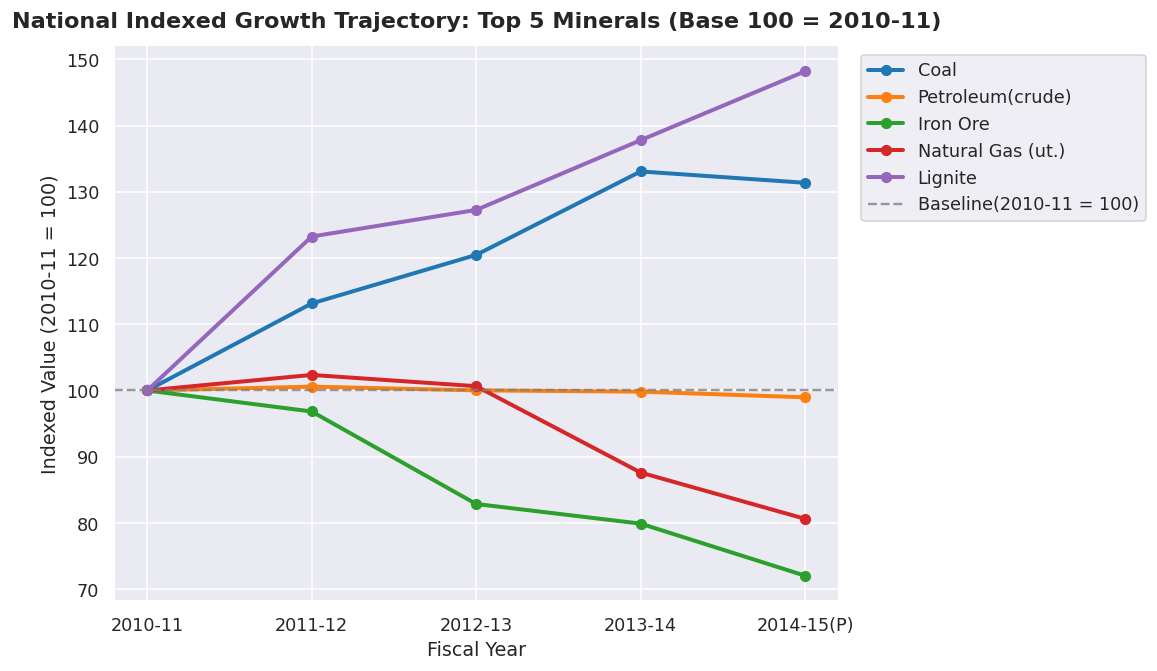 National Indexed Growth Trajectory: Top 5 Minerals (Base 100 = 2010-11)
Indexed Value (2010-11 = 100)
150
140
130
120
110
100
90
80
70
2010-11
2011-12
2012-13
2013-14
2014-15(P)
Fiscal Year
Coal
Petroleum(crude)
Iron Ore
Natural Gas (ut.)
Lignite
Baseline(2010-11 = 100)